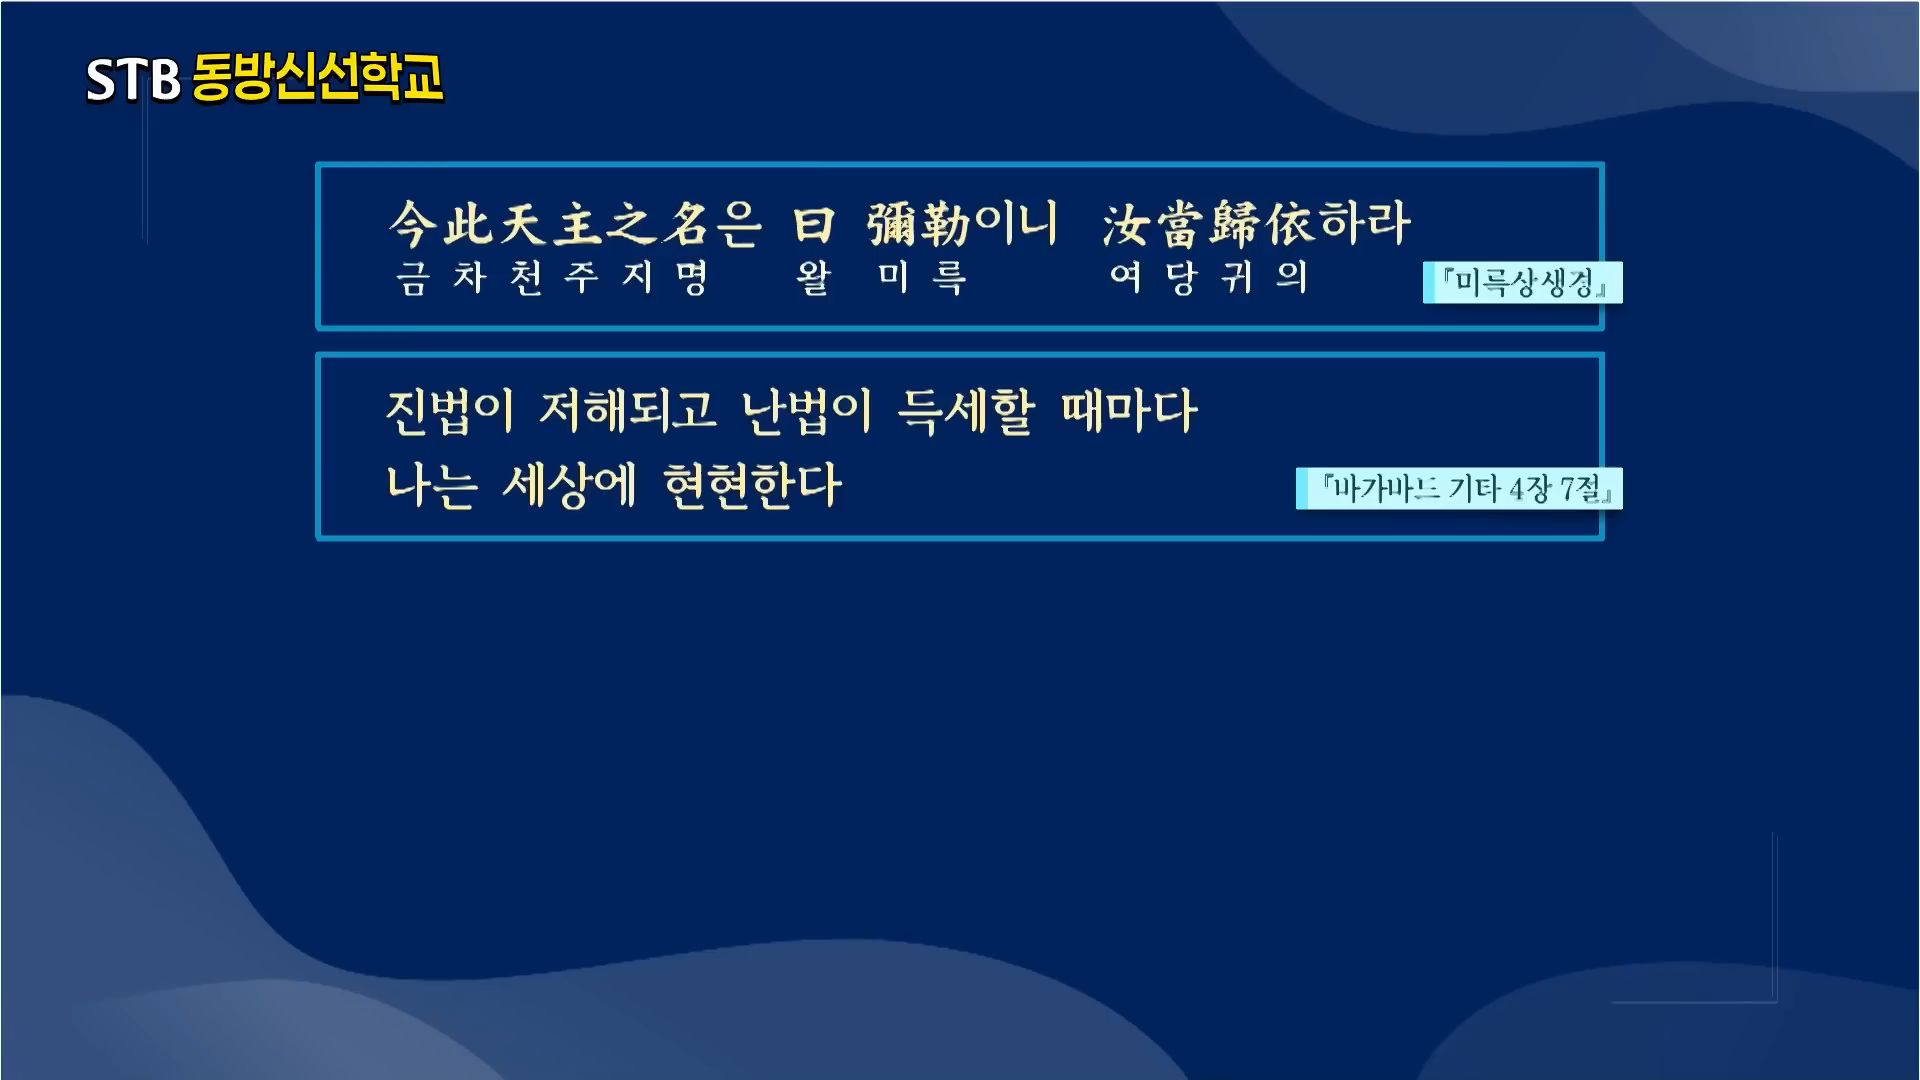 STB 동방신선학교
今此天主之名은 曰 彌勒이니 汝當歸依하라
금차천주지명 왈 미륵 여당귀의
『미륵상생경』
진법이 저해되고 난법이 득세할 때마다
나는 세상에 현현한다
『바가바드 기타 4장 7절』